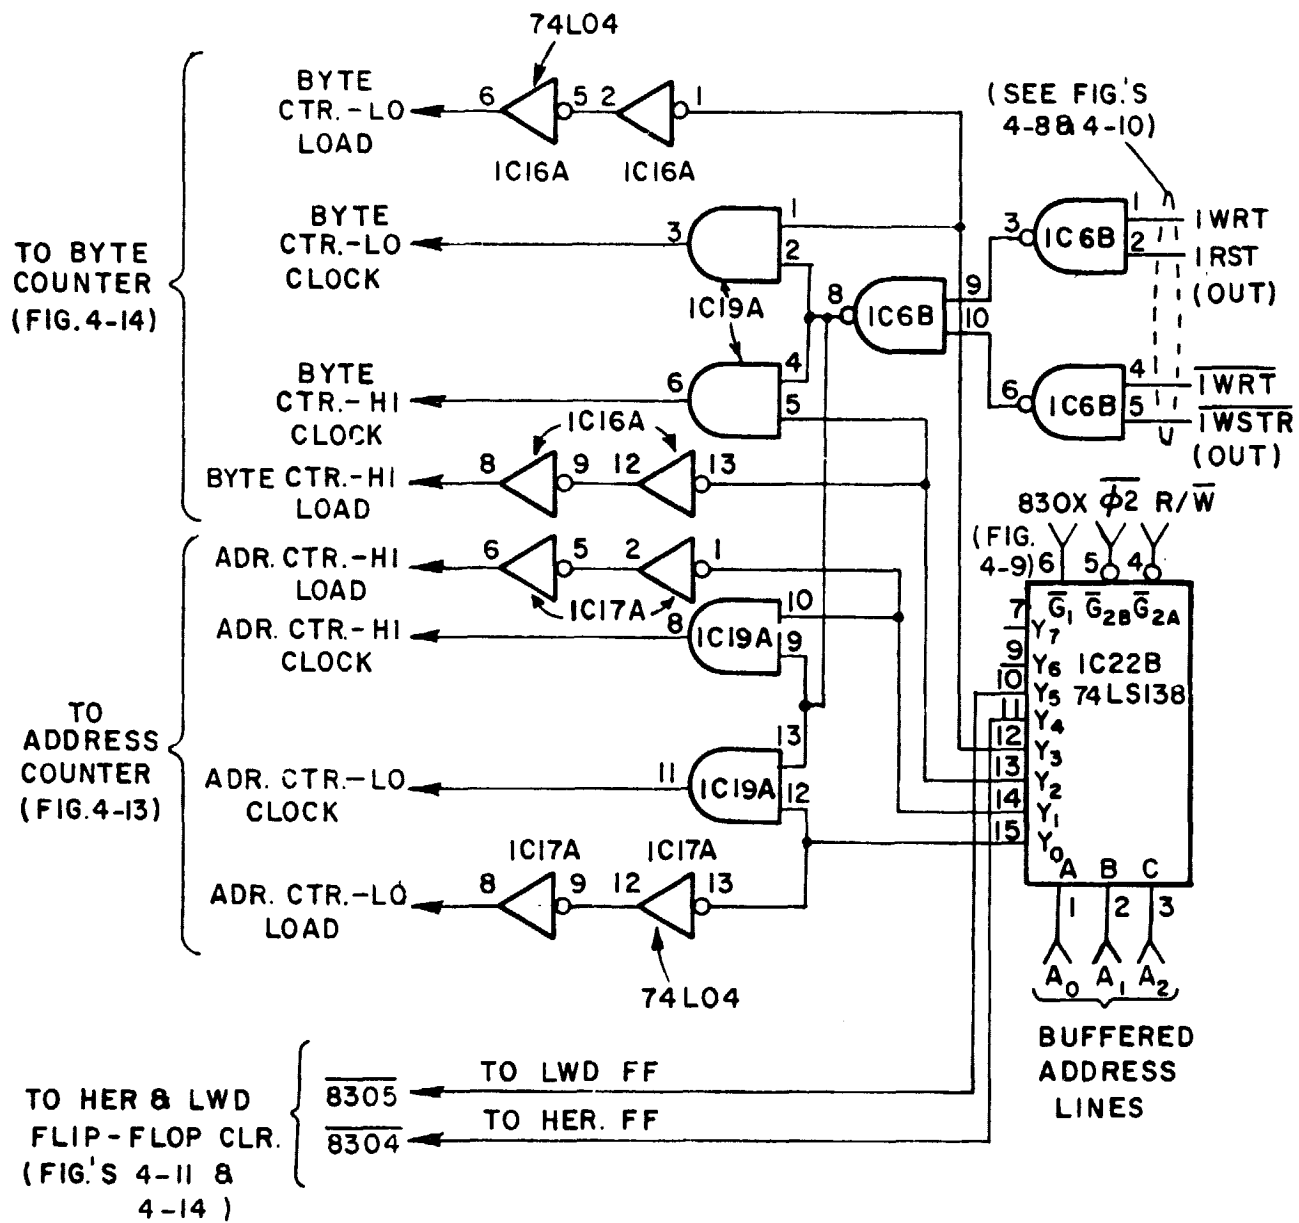 74L04
BYTE
CTR.-LO
LOAD
6
5
2
1
IC16A
IC16A
(SEE FIG.'S
4-8 & 4-10)
TO BYTE
COUNTER
(FIG. 4-14)
BYTE
CTR.-LO
CLOCK
3
1
2
IC19A
8
IC6B
9
10
3
IC6B
1
2
1WRT
1RST
(OUT)
BYTE
CTR.-HI
CLOCK
6
4
5
6
IC6B
4
5
1WRT
1WSTR
(OUT)
IC16A
BYTE CTR.-HI
LOAD
8
9
12
13
830X φ2 R/W
(FIG.
4-9)
6
5
4
ADR. CTR.-HI
LOAD
6
5
2
1
IC17A
ADR. CTR.-HI
CLOCK
8
IC19A
10
9
G1 G2B G2A
7
Y7
9
Y6
10
Y5
11
Y4
12
Y3
13
Y2
14
Y1
15
Y0
IC22B
74LS138
A B C
1
2
3
A0 A1 A2
BUFFERED
ADDRESS
LINES
TO
ADDRESS
COUNTER
(FIG. 4-13)
ADR. CTR.-LO
CLOCK
11
IC19A
13
12
IC17A
IC17A
ADR. CTR.-LO
LOAD
8
9
12
13
74L04
TO HER & LWD
FLIP-FLOP CLR.
(FIG.'S 4-11 &
4-14 )
8305
TO LWD FF
8304
TO HER. FF